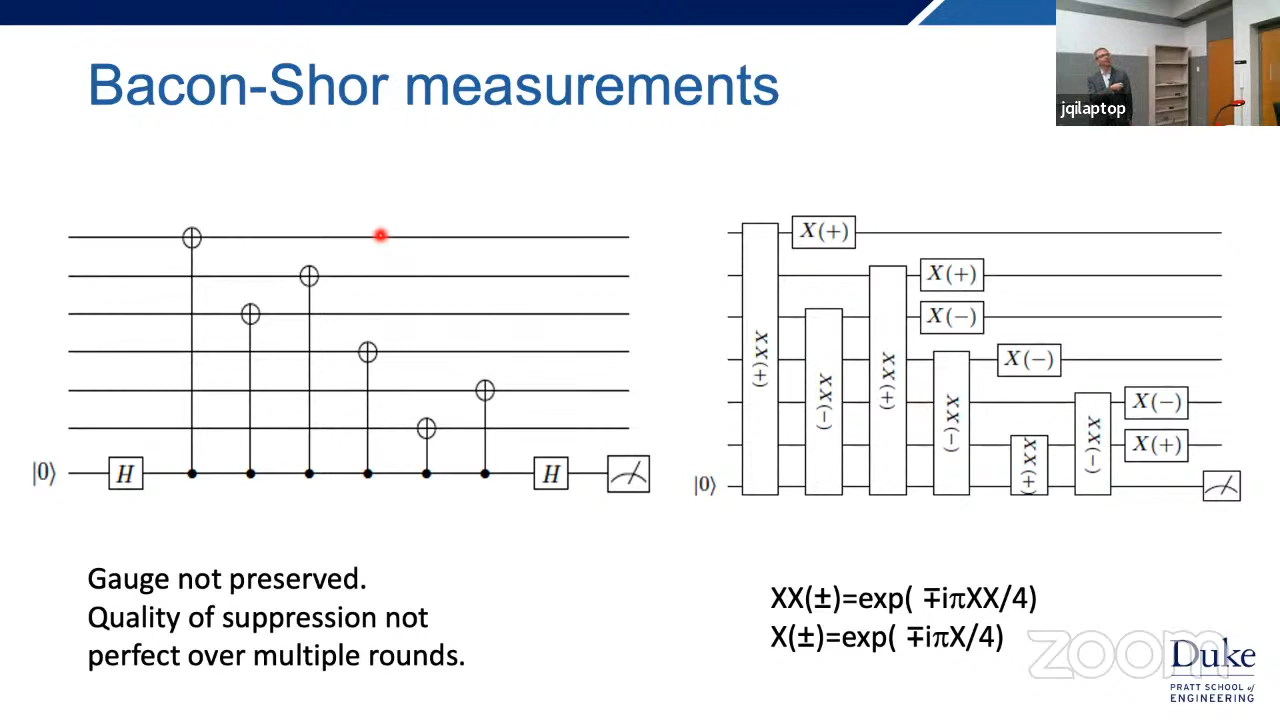 Bacon-Shor measurements
jqilaptop
|0⟩
H
H
XX(+)
XX(−)
XX(+)
XX(−)
XX(+)
XX(−)
X(+)
X(+)
X(−)
X(−)
X(−)
X(+)
|0⟩
Gauge not preserved.
Quality of suppression not
perfect over multiple rounds.
XX(±)=exp( ∓iπXX/4)
X(±)=exp( ∓iπX/4)
zoom
Duke
PRATT SCHOOL of
ENGINEERING